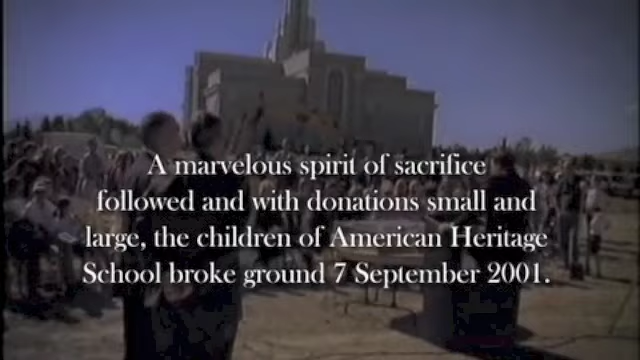 A marvelous spirit of sacrifice
followed and with donations small and
large, the children of American Heritage
School broke ground 7 September 2001.